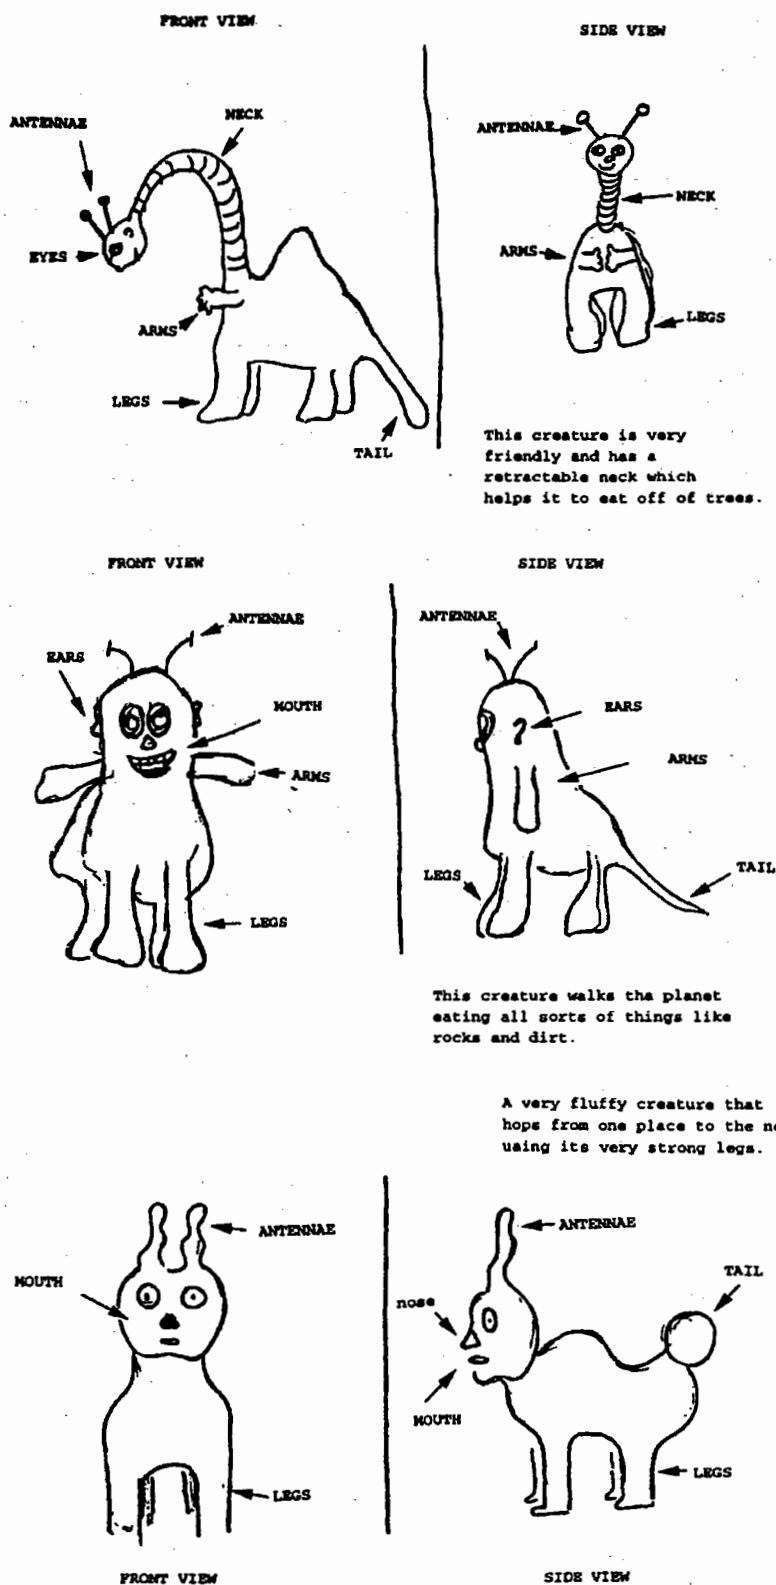 FRONT VIEW
SIDE VIEW
ANTENNAE
NECK
EYES
ARMS
LEGS
TAIL
ANTENNAE
NECK
ARMS
LEGS
This creature is very
friendly and has a
retractable neck which
helps it to eat off of trees.
FRONT VIEW
SIDE VIEW
ANTENNAE
EARS
MOUTH
ARMS
LEGS
ANTENNAE
EARS
ARMS
LEGS
TAIL
This creature walks tha planet
eating all sorts of things like
rocks and dirt.
A very fluffy creature that
hops from one place to the
uaing its very strong legs.
ANTENNAE
MOUTH
LEGS
ANTENNAE
TAIL
nose
MOUTH
LEGS
FRONT VIEW
SIDE VIEW